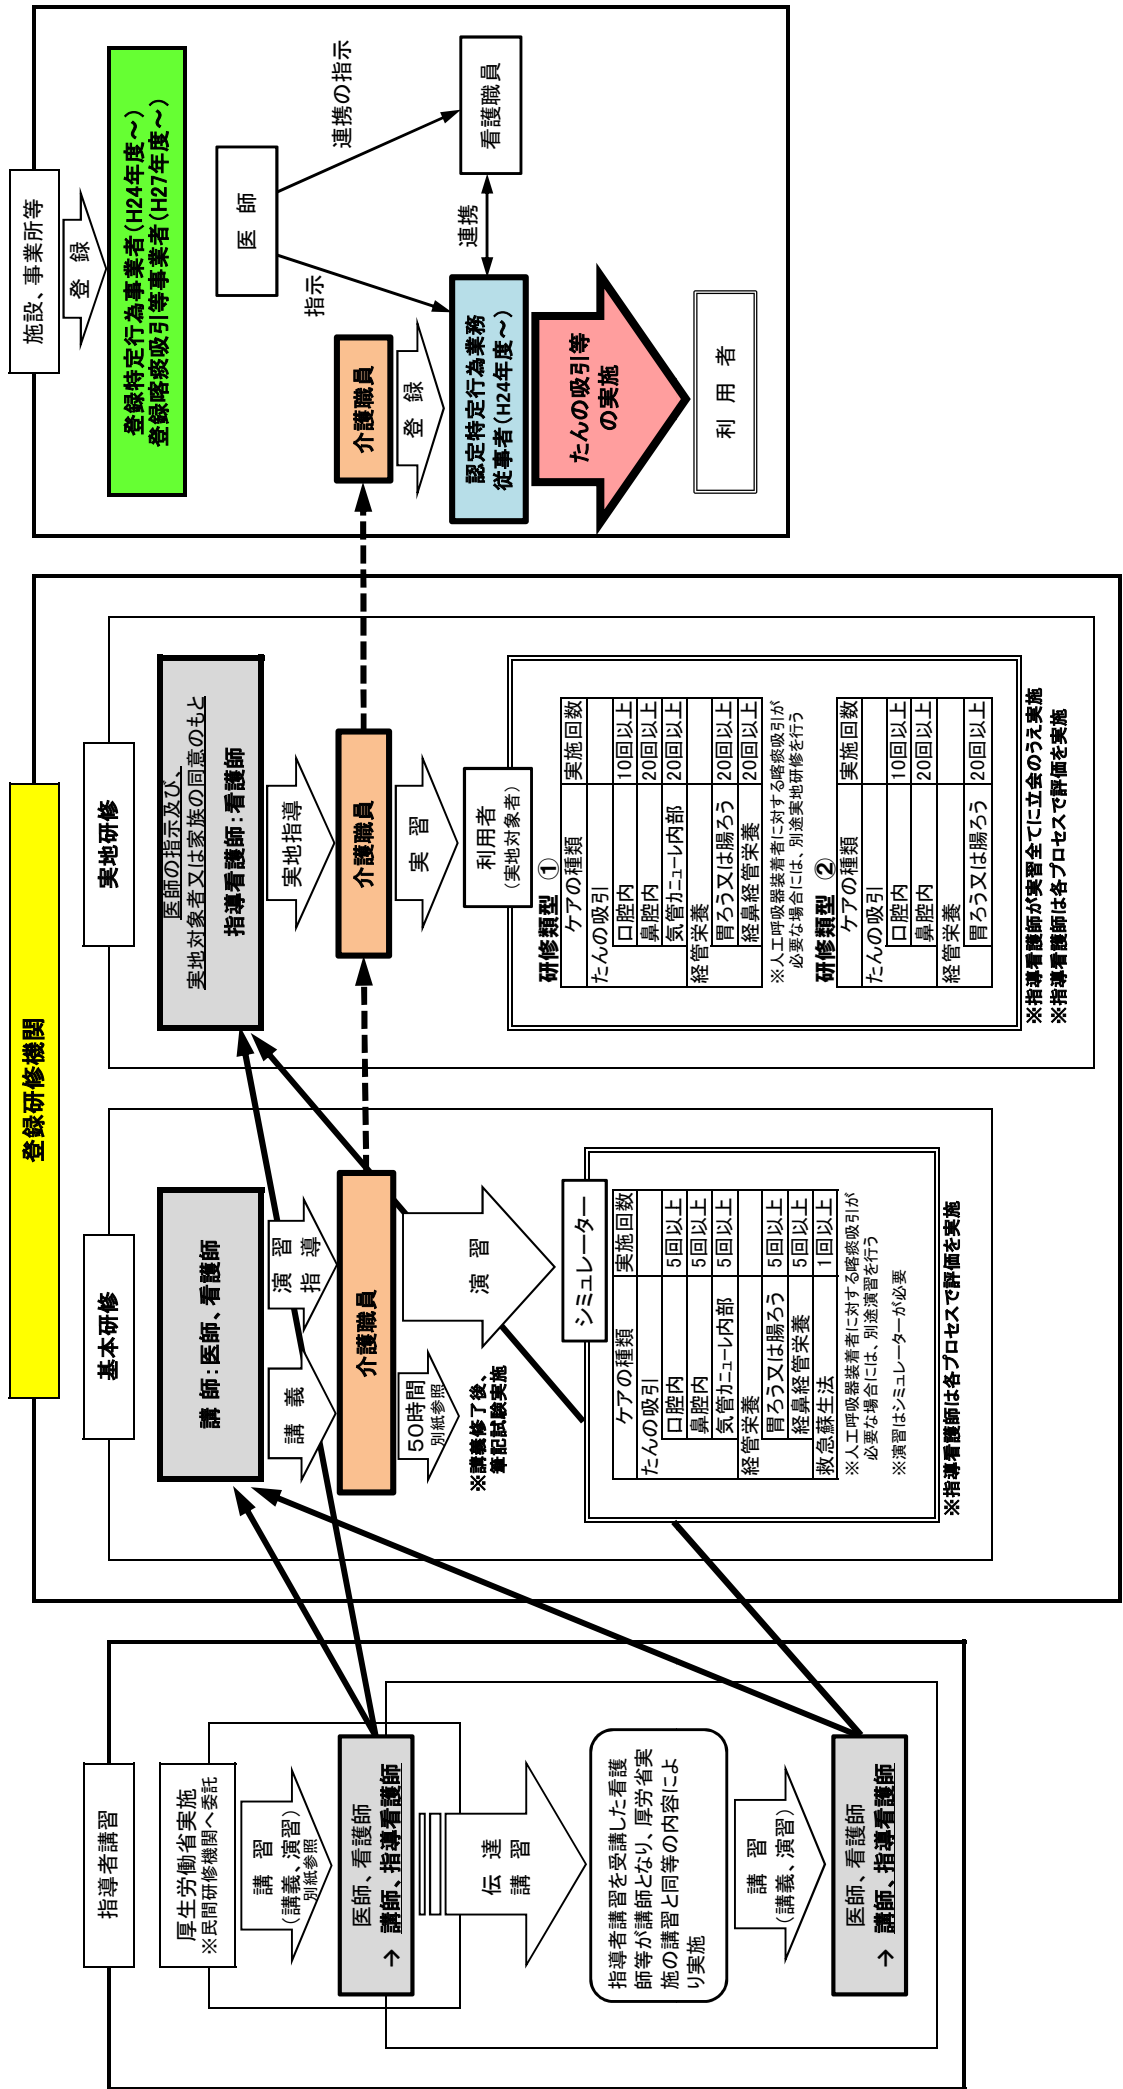 指導者講習
厚生労働省実施
※民間研修機関へ委託
講　習
（講義、演習）
別紙参照
医師、看護師
→ 講師、指導看護師
伝　達
講　習
指導者講習を受講した看護
師等が講師となり、厚労省実
施の講習と同等の内容によ
り実施
講　習
（講義、演習）
医師、看護師
→ 講師、指導看護師
登録研修機関
基本研修
講 師：医師、看護師
講　義
演　習
指　導
介護職員
50時間
別紙参照
※講義修了後、
筆記試験実施
演　習
シミュレーター
ケアの種類 実施回数
たんの吸引
口腔内 5回以上
鼻腔内 5回以上
気管カニューレ内部 5回以上
経管栄養
胃ろう又は腸ろう 5回以上
経鼻経管栄養 5回以上
救急蘇生法 1回以上
※人工呼吸器装着者に対する喀痰吸引が
必要な場合には、別途演習を行う
※演習はシミュレーターが必要
※指導看護師は各プロセスで評価を実施
実地研修
医師の指示及び、
実地対象者又は家族の同意のもと
指導看護師：看護師
実地指導
介護職員
実　習
利用者
（実地対象者）
研修類型　①
ケアの種類 実施回数
たんの吸引
口腔内 10回以上
鼻腔内 20回以上
気管カニューレ内部 20回以上
経管栄養
胃ろう又は腸ろう 20回以上
経鼻経管栄養 20回以上
※人工呼吸器装着者に対する喀痰吸引が
必要な場合には、別途実地研修を行う
研修類型　②
ケアの種類 実施回数
たんの吸引
口腔内 10回以上
鼻腔内 20回以上
経管栄養
胃ろう又は腸ろう 20回以上
※指導看護師が実習全てに立会のうえ実施
※指導看護師は各プロセスで評価を実施
施設、事業所等
登　録
登録特定行為事業者（H24年度～）
登録喀痰吸引等事業者（H27年度～）
医　師
指示
連携の指示
介護職員
登　録
認定特定行為業務
従事者（H24年度～）
連携
看護職員
たんの吸引等
の実施
利　用　者